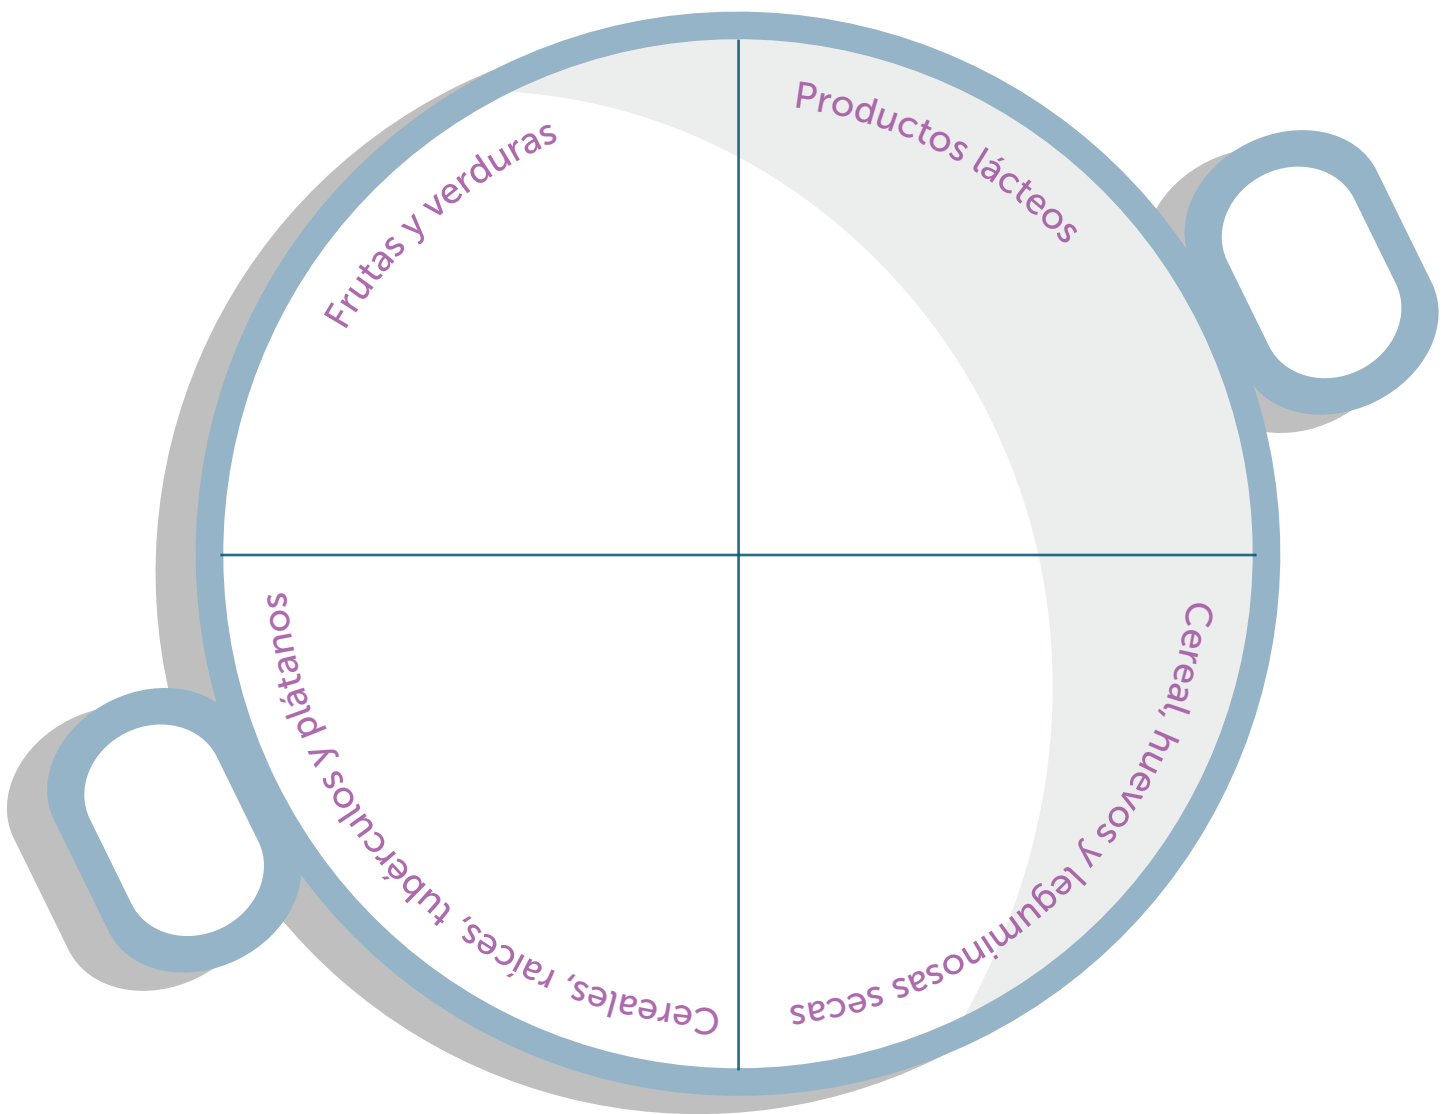 Frutas y verduras
Productos lácteos
Cereal, huevos y leguminosas secas
Cereales, raíces, tubérculos y plátanos